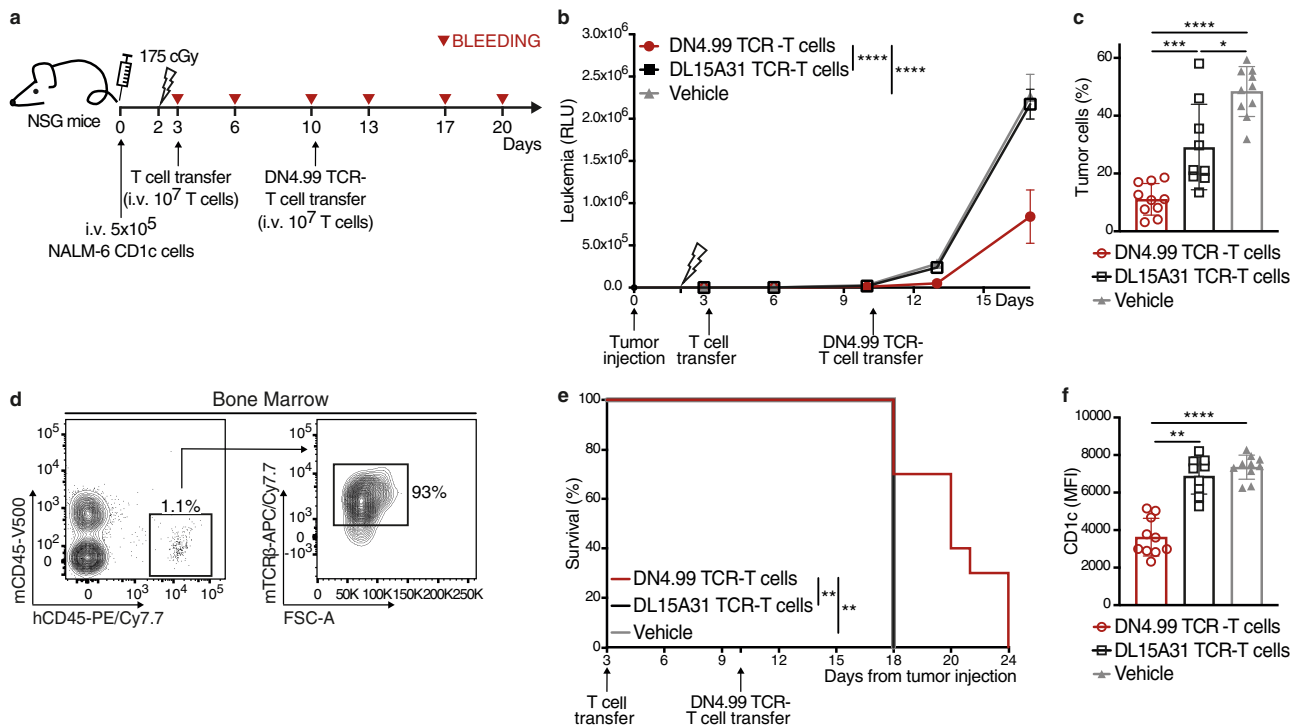 a
175 cGy
BLEEDING
NSG mice
0 2 3 6 10 13 17 20
Days
T cell transfer
(i.v. 10⁷ T cells)
DN4.99 TCR-
T cell transfer
(i.v. 10⁷ T cells)
i.v. 5x10⁵
NALM-6 CD1c cells
b
DN4.99 TCR -T cells
DL15A31 TCR-T cells
Vehicle
**** ****
Leukemia (RLU)
3.5x10⁶
3.0x10⁶
2.5x10⁶
2.0x10⁶
1.5x10⁶
1.0x10⁶
5.0x10⁵
0.0
0 3 6 9 12 15 Days
Tumor
injection
T cell
transfer
DN4.99 TCR-
T cell transfer
c
****
*** *
Tumor cells (%)
60
40
20
0
DN4.99 TCR -T cells
DL15A31 TCR-T cells
Vehicle
d
Bone Marrow
mCD45-V500
10⁵
10⁴
10³
10²
0
1.1%
0 10³ 10⁴ 10⁵
hCD45-PE/Cy7.7
mTCRβ-APC/Cy7.7
10⁵
10⁴
10³
0
-10³
93%
50K 100K 150K 200K 250K
FSC-A
e
Survival (%)
100
80
60
40
20
0
DN4.99 TCR-T cells
DL15A31 TCR-T cells
Vehicle
** **
3 6 9 12 15 18 20 24
Days from tumor injection
T cell
transfer
DN4.99 TCR-
T cell transfer
f
****
**
CD1c (MFI)
10000
8000
6000
4000
2000
0
DN4.99 TCR -T cells
DL15A31 TCR-T cells
Vehicle